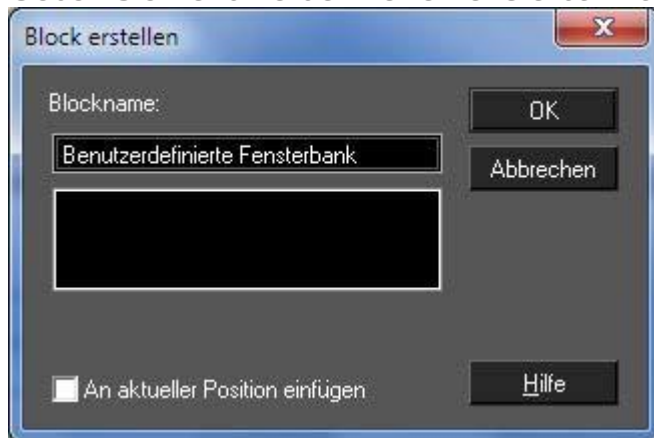 Block erstellen
Blockname:
Benutzerdefinierte Fensterbank
OK
Abbrechen
An aktueller Position einfügen
Hilfe